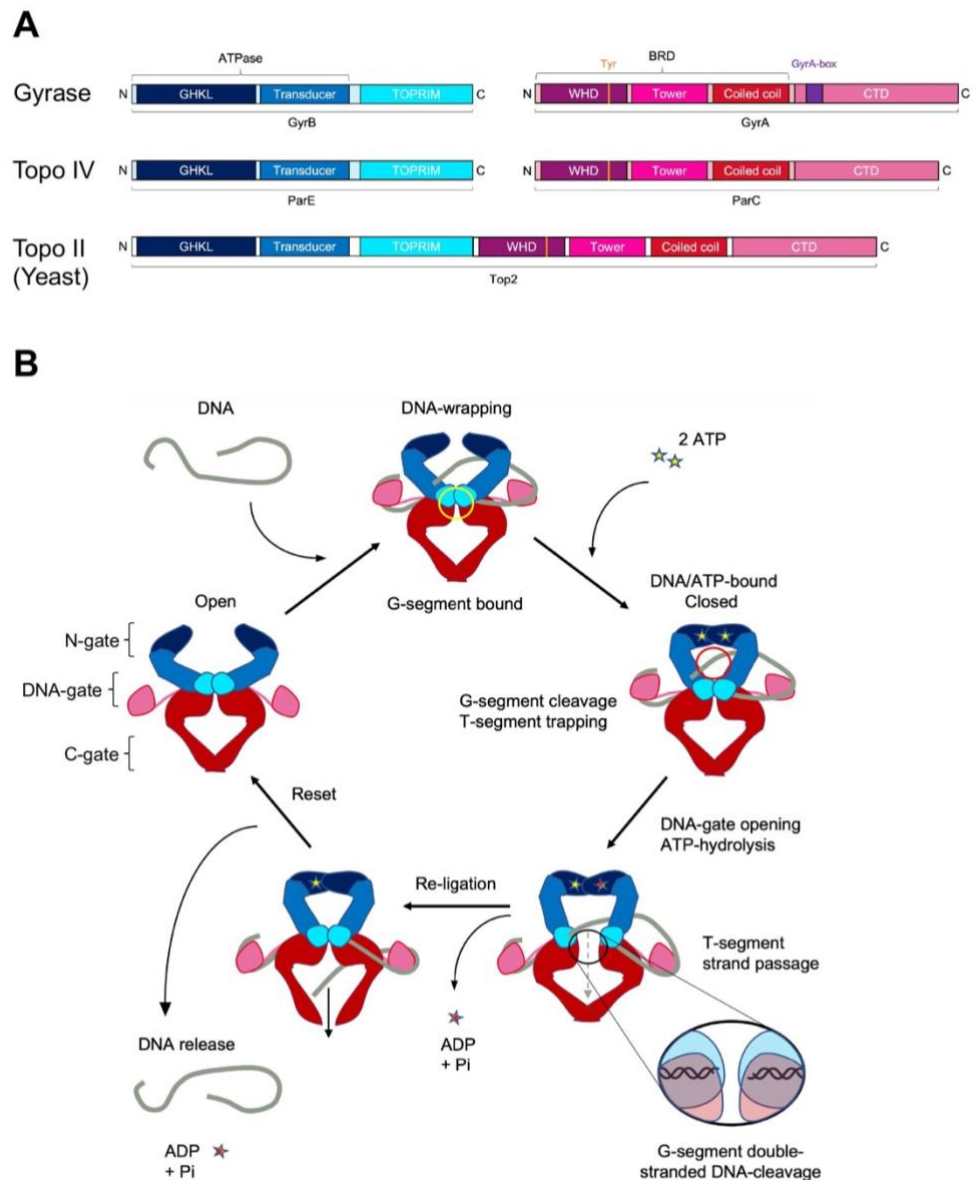 A
ATPase
Tyr
BRD
GyrA-box
Gyrase
N GHKL Transducer TOPRIM C
N WHD Tower Coiled coil CTD C
GyrB
GyrA
Topo IV
N GHKL Transducer TOPRIM C
N WHD Tower Coiled coil CTD C
ParE
ParC
Topo II
(Yeast)
N GHKL Transducer TOPRIM WHD Tower Coiled coil CTD C
Top2
B
DNA
DNA-wrapping
2 ATP
G-segment bound
DNA/ATP-bound
Closed
Open
N-gate
DNA-gate
C-gate
G-segment cleavage
T-segment trapping
Reset
DNA-gate opening
ATP-hydrolysis
Re-ligation
T-segment
strand passage
ADP
+ Pi
DNA release
ADP
+ Pi
G-segment double-
stranded DNA-cleavage